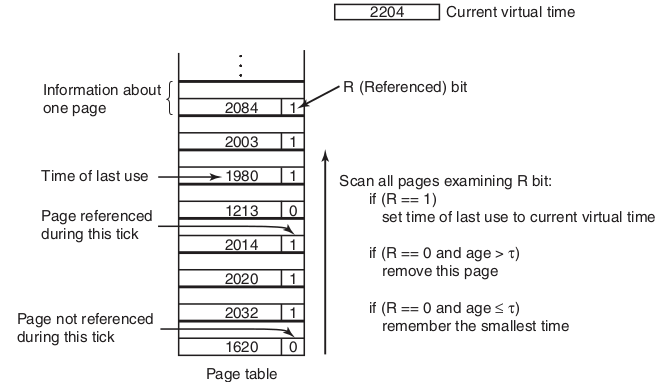 2204 Current virtual time
Information about
one page
2084 1
R (Referenced) bit
2003 1
Time of last use
1980 1
1213 0
Page referenced
during this tick
2014 1
2020 1
2032 1
Page not referenced
during this tick
1620 0
Page table
Scan all pages examining R bit:
if (R == 1)
set time of last use to current virtual time
if (R == 0 and age > τ)
remove this page
if (R == 0 and age ≤ τ)
remember the smallest time